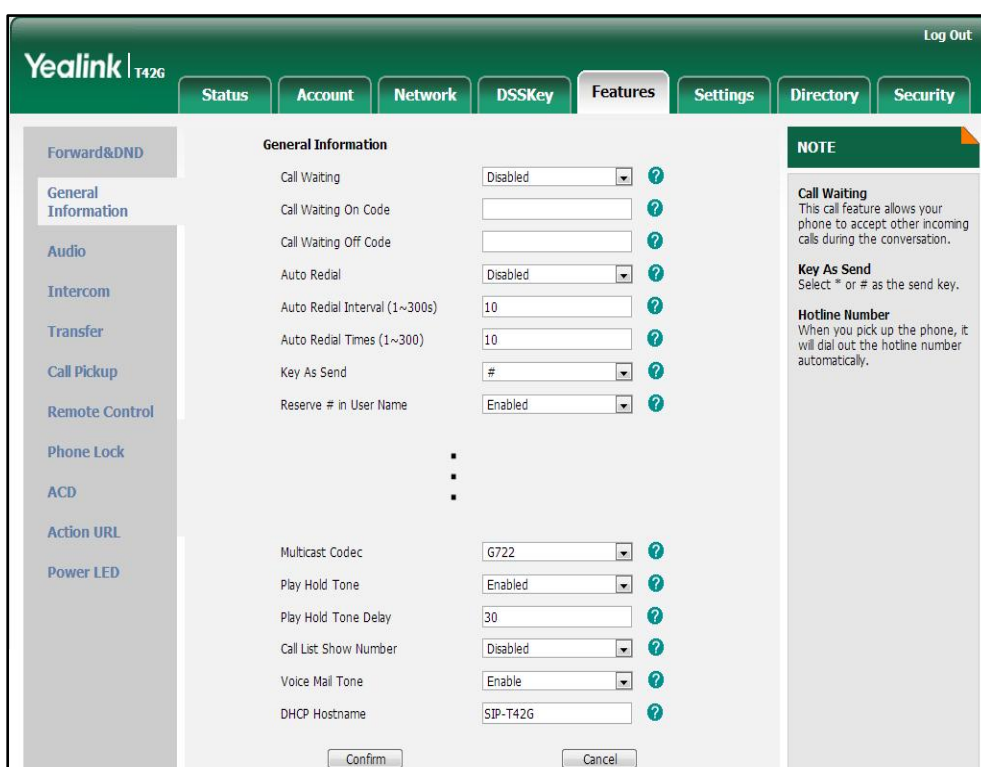 Log Out
Yealink T42G
Status Account Network DSSKey Features Settings Directory Security
Forward&DND
General
Information
Audio
Intercom
Transfer
Call Pickup
Remote Control
Phone Lock
ACD
Action URL
Power LED
General Information
Call Waiting Disabled ?
Call Waiting On Code ?
Call Waiting Off Code ?
Auto Redial Disabled ?
Auto Redial Interval (1~300s) 10 ?
Auto Redial Times (1~300) 10 ?
Key As Send # ?
Reserve # in User Name Enabled ?
Multicast Codec G722 ?
Play Hold Tone Enabled ?
Play Hold Tone Delay 30 ?
Call List Show Number Disabled ?
Voice Mail Tone Enable ?
DHCP Hostname SIP-T42G ?
Confirm Cancel
NOTE
Call Waiting
This call feature allows your
phone to accept other incoming
calls during the conversation.
Key As Send
Select * or # as the send key.
Hotline Number
When you pick up the phone, it
will dial out the hotline number
automatically.